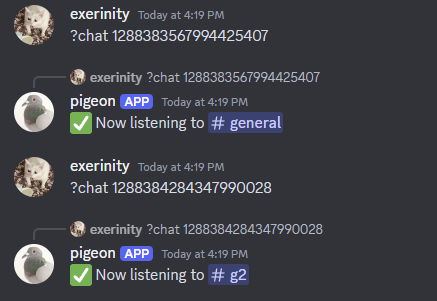 exerinity Today at 4:19 PM
?chat 1288383567994425407
exerinity ?chat 1288383567994425407
pigeon APP Today at 4:19 PM
✅ Now listening to # general
exerinity Today at 4:19 PM
?chat 1288384284347990028
exerinity ?chat 1288384284347990028
pigeon APP Today at 4:19 PM
✅ Now listening to # g2